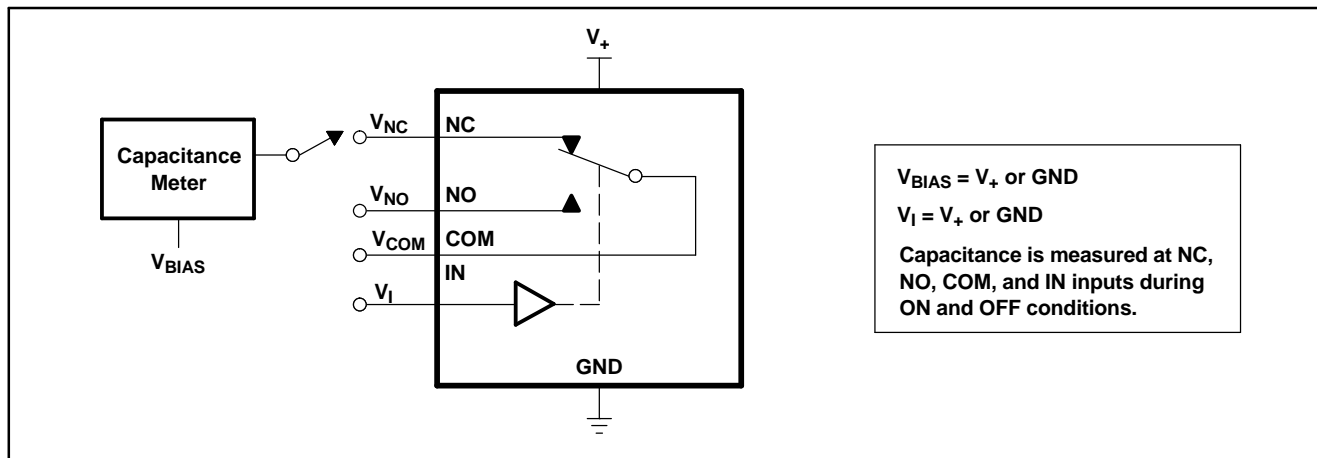 V+
VNC NC
Capacitance
Meter
VNO NO
VCOM COM
VBIAS
IN
VI
GND
VBIAS = V+ or GND
VI = V+ or GND
Capacitance is measured at NC,
NO, COM, and IN inputs during
ON and OFF conditions.